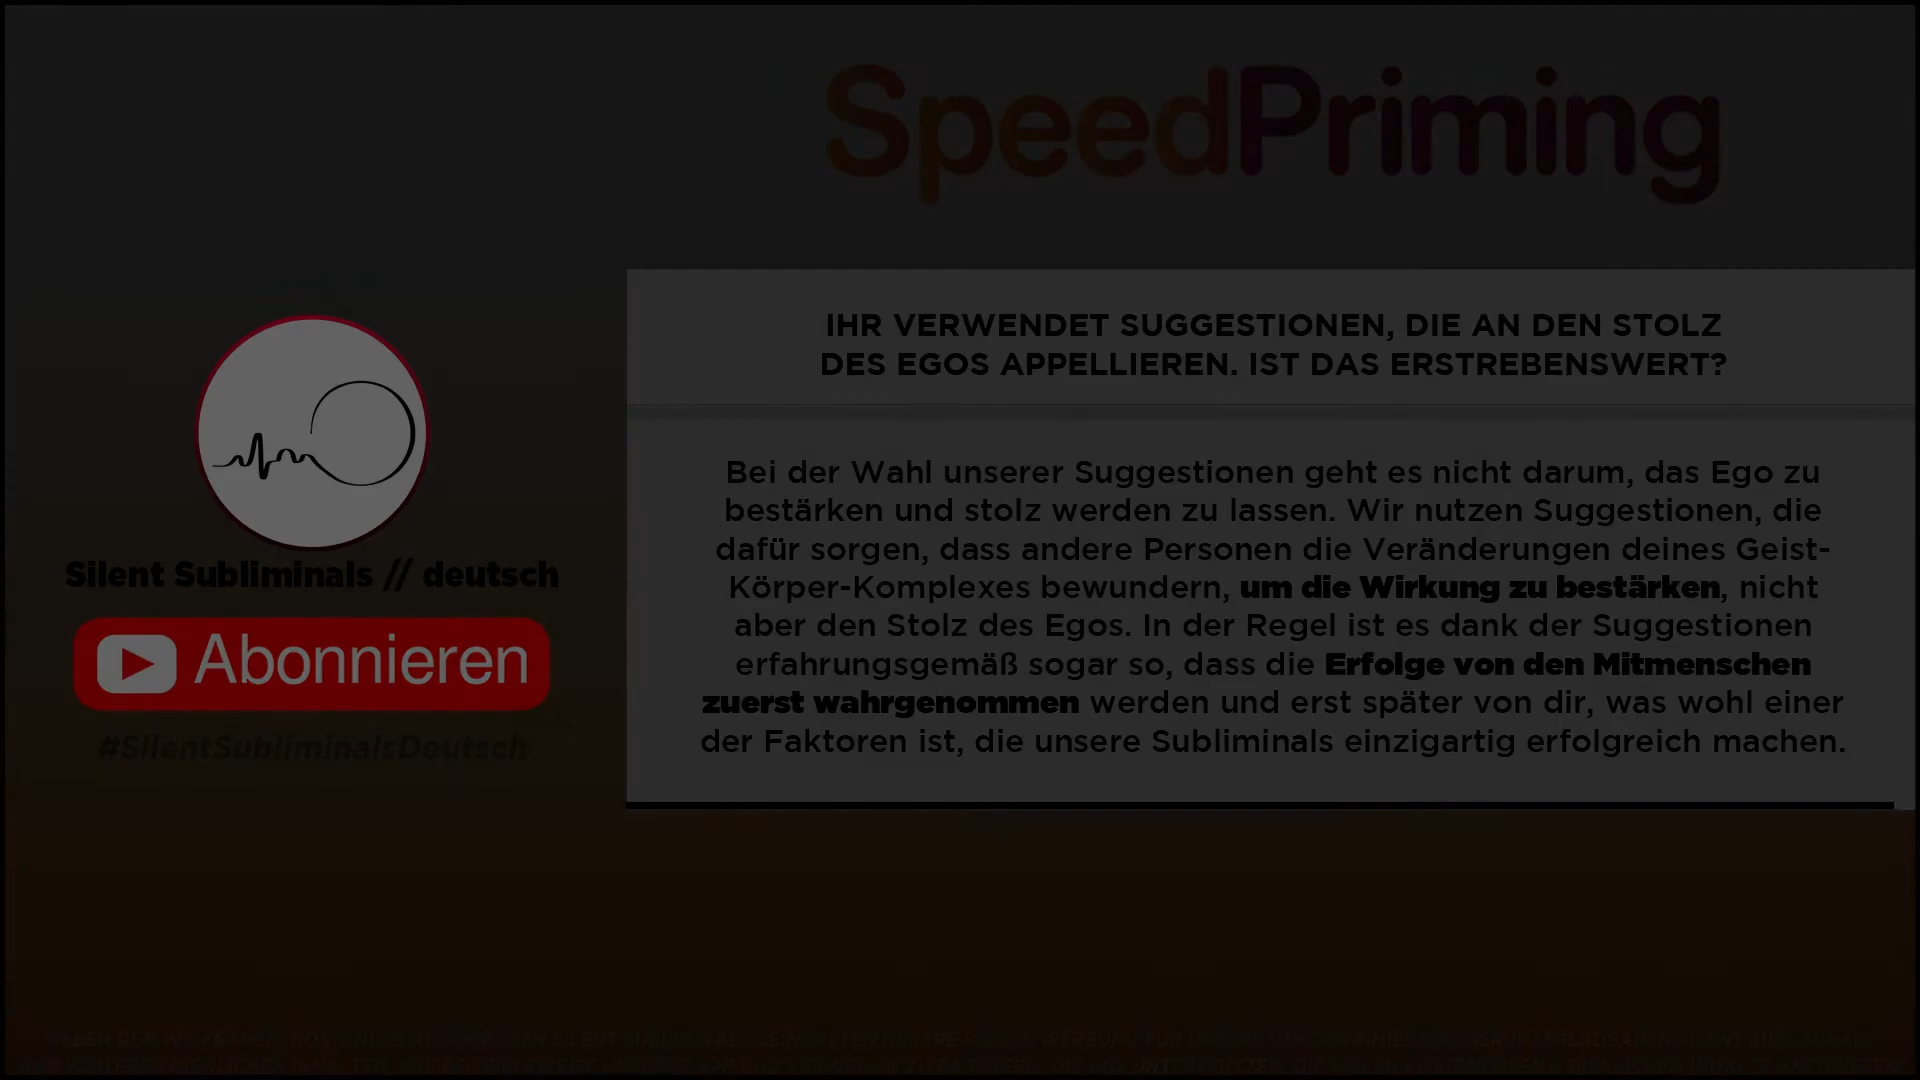 SpeedPriming
IHR VERWENDET SUGGESTIONEN, DIE AN DEN STOLZ
DES EGOS APPELLIEREN. IST DAS ERSTREBENSWERT?
Bei der Wahl unserer Suggestionen geht es nicht darum, das Ego zu
bestärken und stolz werden zu lassen. Wir nutzen Suggestionen, die
dafür sorgen, dass andere Personen die Veränderungen deines Geist-
Körper-Komplexes bewundern, um die Wirkung zu bestärken, nicht
aber den Stolz des Egos. In der Regel ist es dank der Suggestionen
erfahrungsgemäß sogar so, dass die Erfolge von den Mitmenschen
zuerst wahrgenommen werden und erst später von dir, was wohl einer
der Faktoren ist, die unsere Subliminals einzigartig erfolgreich machen.
Silent Subliminals // deutsch
Abonnieren
#SilentSubliminalsDeutsch